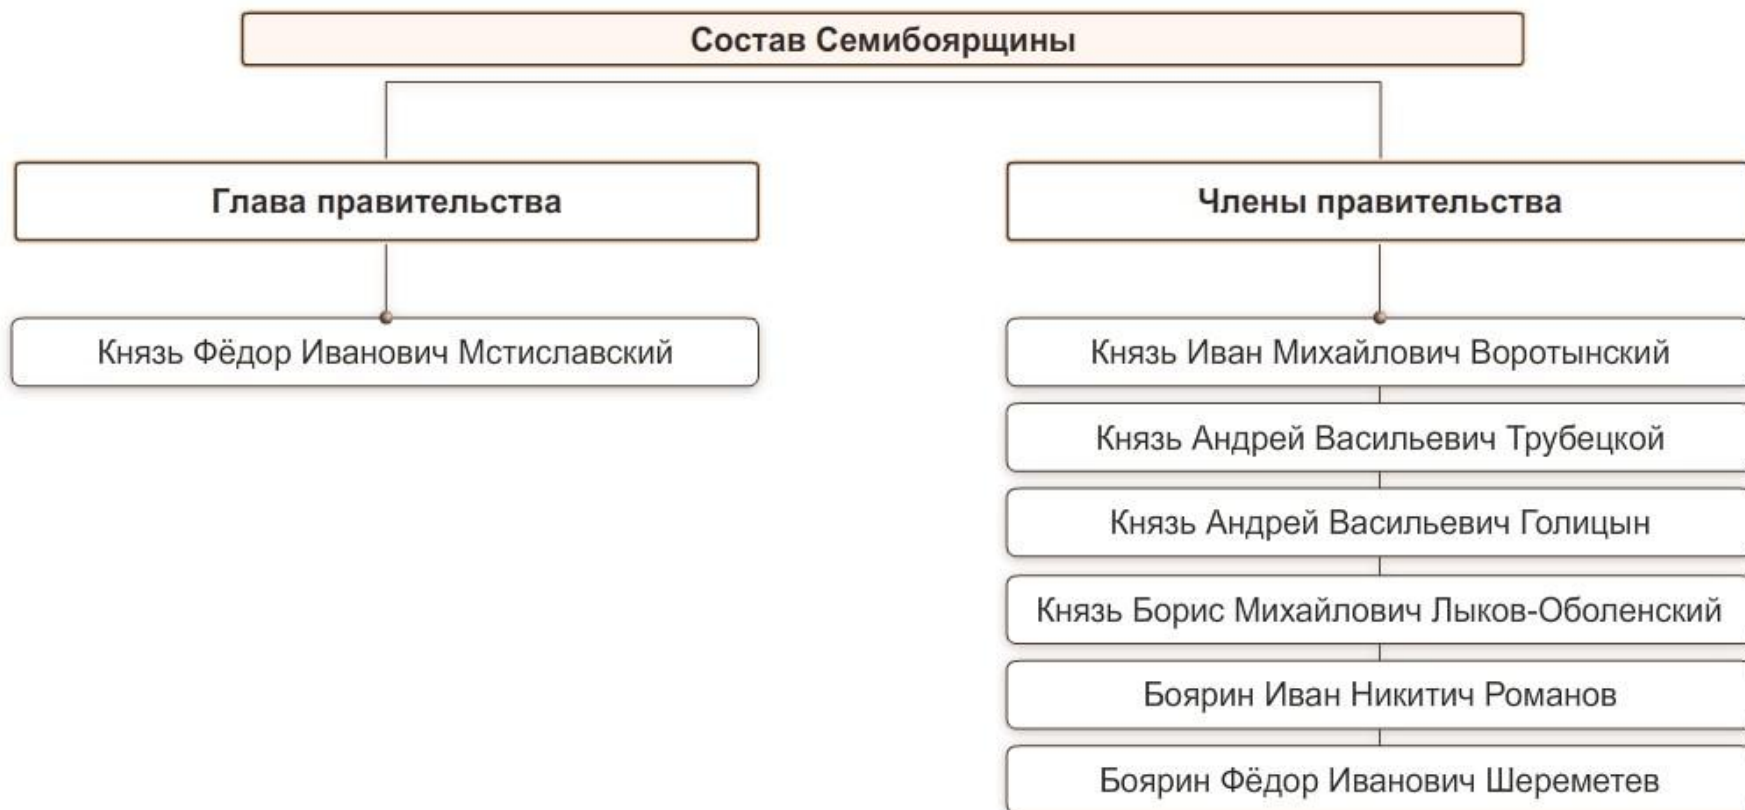 Состав Семибоярщины
Глава правительства
Члены правительства
Князь Фёдор Иванович Мстиславский
Князь Иван Михайлович Воротынский
Князь Андрей Васильевич Трубецкой
Князь Андрей Васильевич Голицын
Князь Борис Михайлович Лыков-Оболенский
Боярин Иван Никитич Романов
Боярин Фёдор Иванович Шереметев